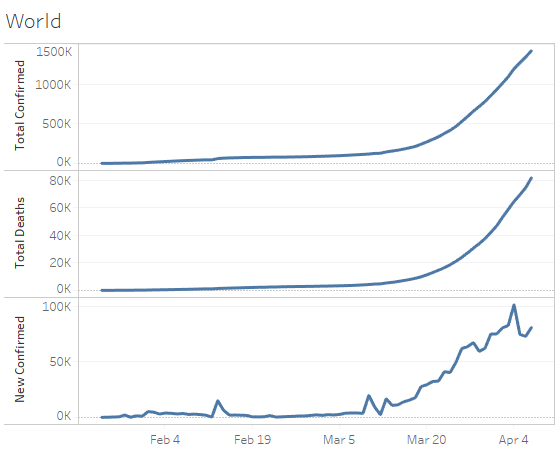 World
Total Confirmed
1500K
1000K
500K
0K
Total Deaths
80K
60K
40K
20K
0K
New Confirmed
100K
50K
0K
Feb 4 Feb 19 Mar 5 Mar 20 Apr 4